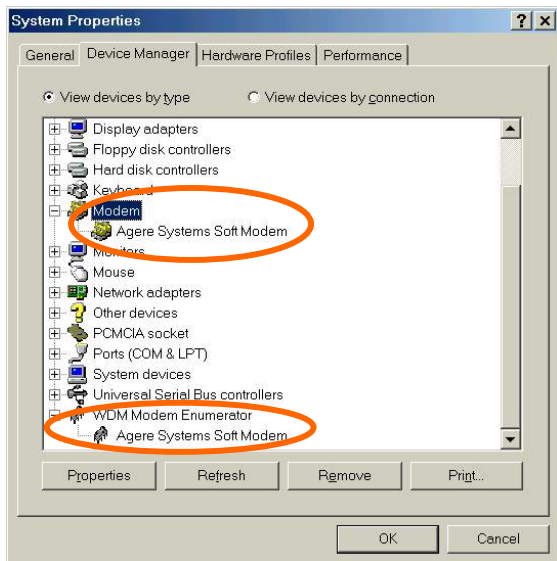 System Properties
General Device Manager Hardware Profiles Performance
View devices by type View devices by connection
Display adapters
Floppy disk controllers
Hard disk controllers
Keyboard
Modem
Agere Systems Soft Modem
Monitors
Mouse
Network adapters
Other devices
PCMCIA socket
Ports (COM & LPT)
System devices
Universal Serial Bus controllers
WDM Modem Enumerator
Agere Systems Soft Modem
Properties Refresh Remove Print...
OK Cancel